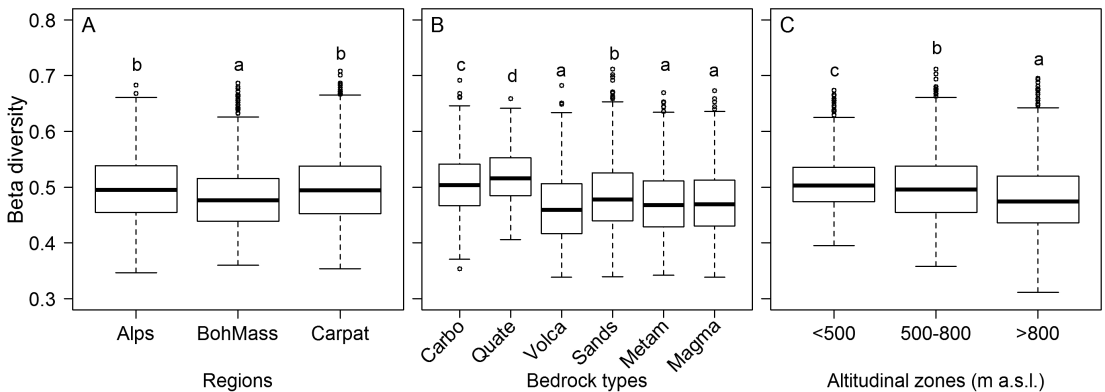 A
B
C
Beta diversity
0.8
0.7
0.6
0.5
0.4
0.3
b
a
b
c
d
a
b
a
a
c
b
a
Alps
BohMass
Carpat
Carbo
Quate
Volca
Sands
Metam
Magma
<500
500-800
>800
Regions
Bedrock types
Altitudinal zones (m a.s.l.)